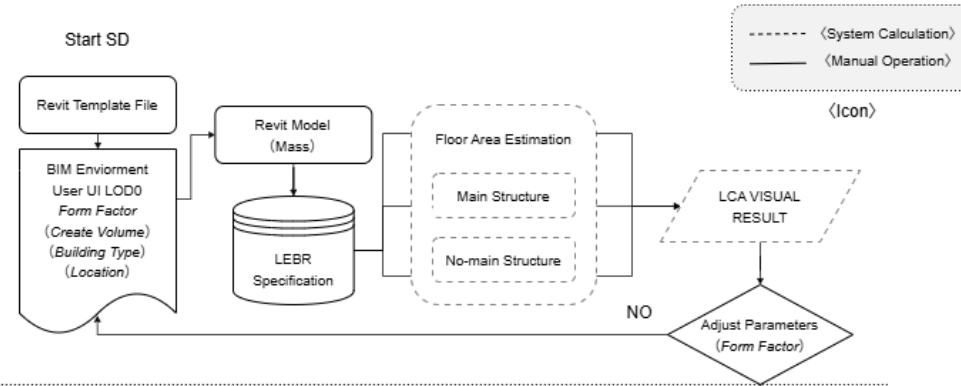 Start SD
〈System Calculation〉
〈Manual Operation〉
〈Icon〉
Revit Template File
BIM Enviorment
User UI LOD0
Form Factor
(Create Volume)
(Building Type)
(Location)
Revit Model
(Mass)
LEBR
Specification
Floor Area Estimation
Main Structure
No-main Structure
LCA VISUAL
RESULT
NO
Adjust Parameters
(Form Factor)